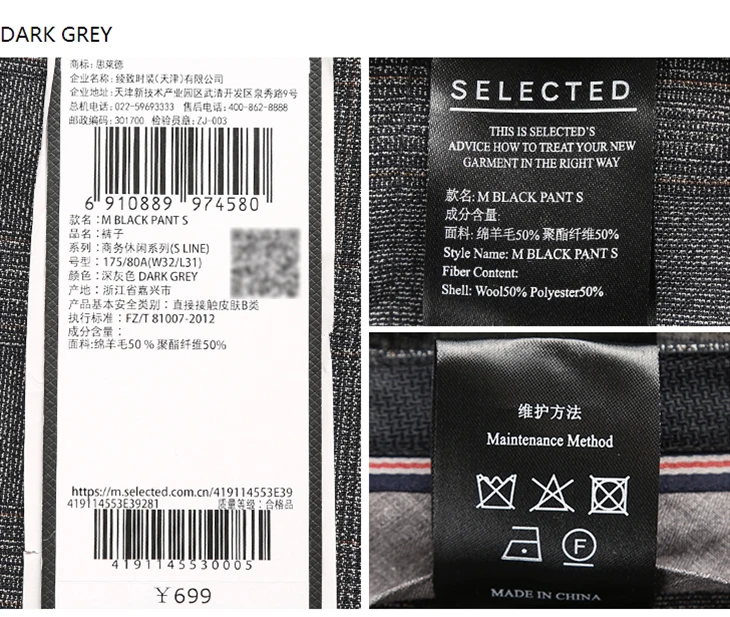 DARK GREY
商标: 思莱德
企业名称: 绫致时装(天津)有限公司
企业地址: 天津新技术产业园区武清开发区泉秀路9号
总机电话: 022-59693333 售后电话: 400-862-8888
邮政编码: 301700 检验员章: ZJ-003
6 910889 974580
款名 : M BLACK PANT S
品名 : 裤子
系列 : 商务休闲系列(S LINE)
号型 : 175/80A(W32/L31)
颜色 : 深灰色 DARK GREY
产地 : 浙江省嘉兴市
产品基本安全类别 : 直接接触皮肤B类
执行标准 : FZ/T 81007-2012
成分含量 :
面料:绵羊毛50 % 聚酯纤维50%
https://m.selected.com.cn/419114553E39
419114553E39281 质量等级 : 合格品
4191145530005
￥699
SELECTED
THIS IS SELECTED'S
ADVICE HOW TO TREAT YOUR NEW
GARMENT IN THE RIGHT WAY
款名: M BLACK PANT S
成分含量:
面料: 绵羊毛50% 聚酯纤维50%
Style Name: M BLACK PANT S
Fiber Content:
Shell: Wool50% Polyester50%
维护方法
Maintenance Method
F
MADE IN CHINA